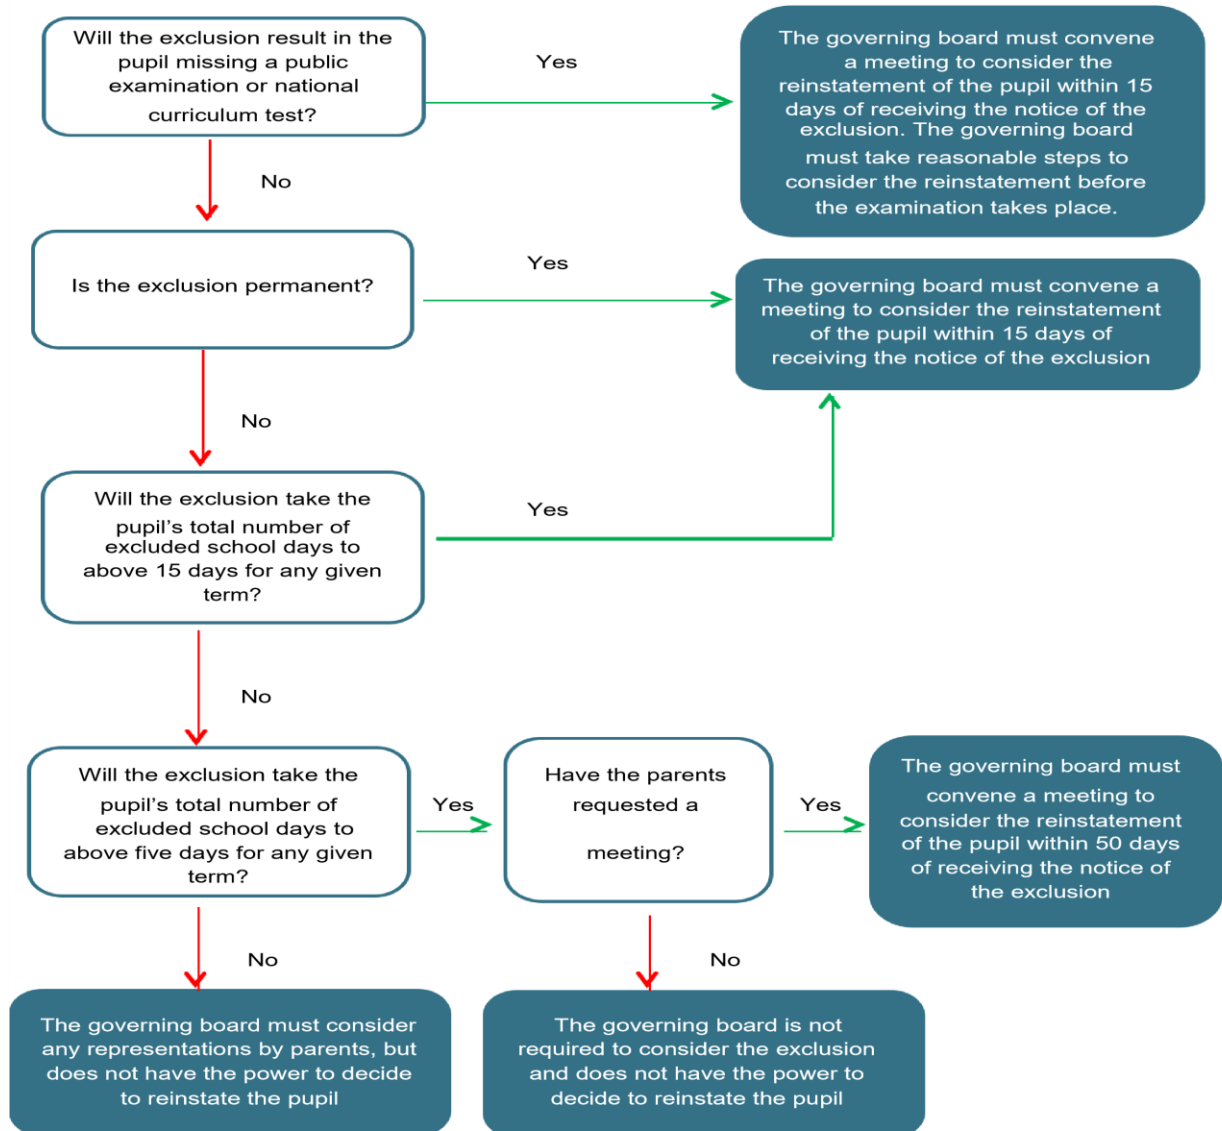 Will the exclusion result in the
pupil missing a public
examination or national
curriculum test?
Yes
The governing board must convene
a meeting to consider the
reinstatement of the pupil within 15
days of receiving the notice of the
exclusion. The governing board
must take reasonable steps to
consider the reinstatement before
the examination takes place.
No
Is the exclusion permanent?
Yes
The governing board must convene a
meeting to consider the reinstatement
of the pupil within 15 days of
receiving the notice of the exclusion
No
Will the exclusion take the
pupil's total number of
excluded school days to
above 15 days for any given
term?
Yes
No
Will the exclusion take the
pupil's total number of
excluded school days to
above five days for any given
term?
Yes
Have the parents
requested a
meeting?
Yes
The governing board must
convene a meeting to
consider the reinstatement
of the pupil within 50 days
of receiving the notice of
the exclusion
No
No
The governing board must consider
any representations by parents, but
does not have the power to decide
to reinstate the pupil
The governing board is not
required to consider the exclusion
and does not have the power to
decide to reinstate the pupil